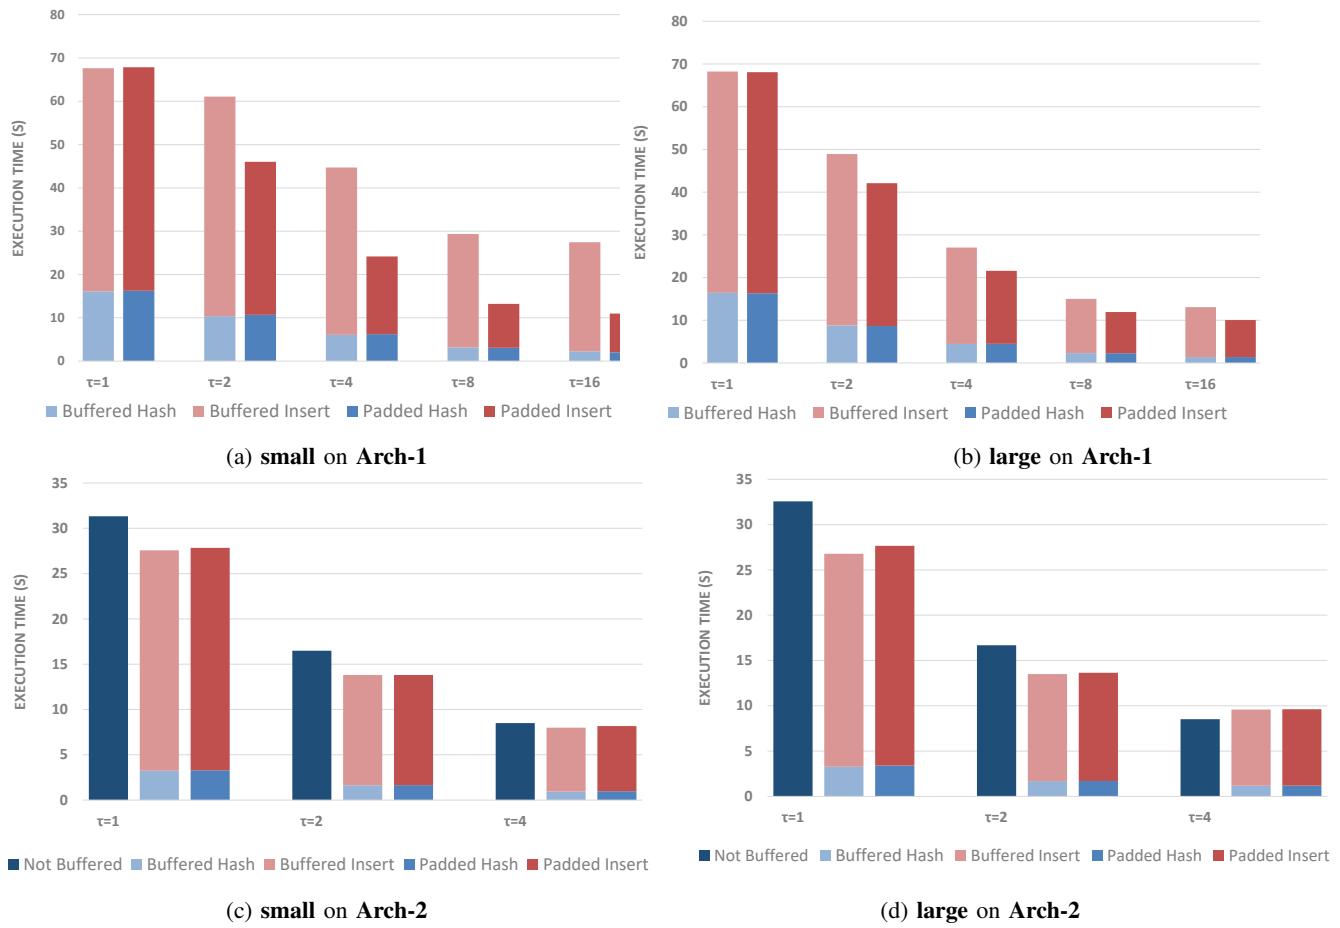 80
70
60
50
40
30
20
10
0
EXECUTION TIME (S)
τ=1 τ=2 τ=4 τ=8 τ=16
Buffered Hash Buffered Insert Padded Hash Padded Insert
(a) small on Arch-1
80
70
60
50
40
30
20
10
0
EXECUTION TIME (S)
τ=1 τ=2 τ=4 τ=8 τ=16
Buffered Hash Buffered Insert Padded Hash Padded Insert
(b) large on Arch-1
35
30
25
20
15
10
5
0
EXECUTION TIME (S)
τ=1 τ=2 τ=4
Not Buffered Buffered Hash Buffered Insert Padded Hash Padded Insert
(c) small on Arch-2
35
30
25
20
15
10
5
0
EXECUTION TIME (S)
τ=1 τ=2 τ=4
Not Buffered Buffered Hash Buffered Insert Padded Hash Padded Insert
(d) large on Arch-2